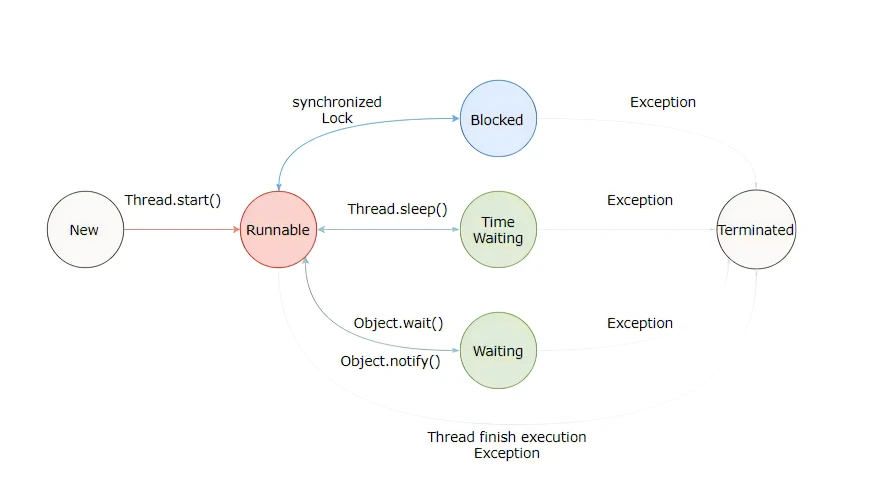 synchronized
Lock
Blocked
Exception
New
Thread.start()
Runnable
Thread.sleep()
Time
Waiting
Exception
Terminated
Object.wait()
Object.notify()
Waiting
Exception
Thread finish execution
Exception